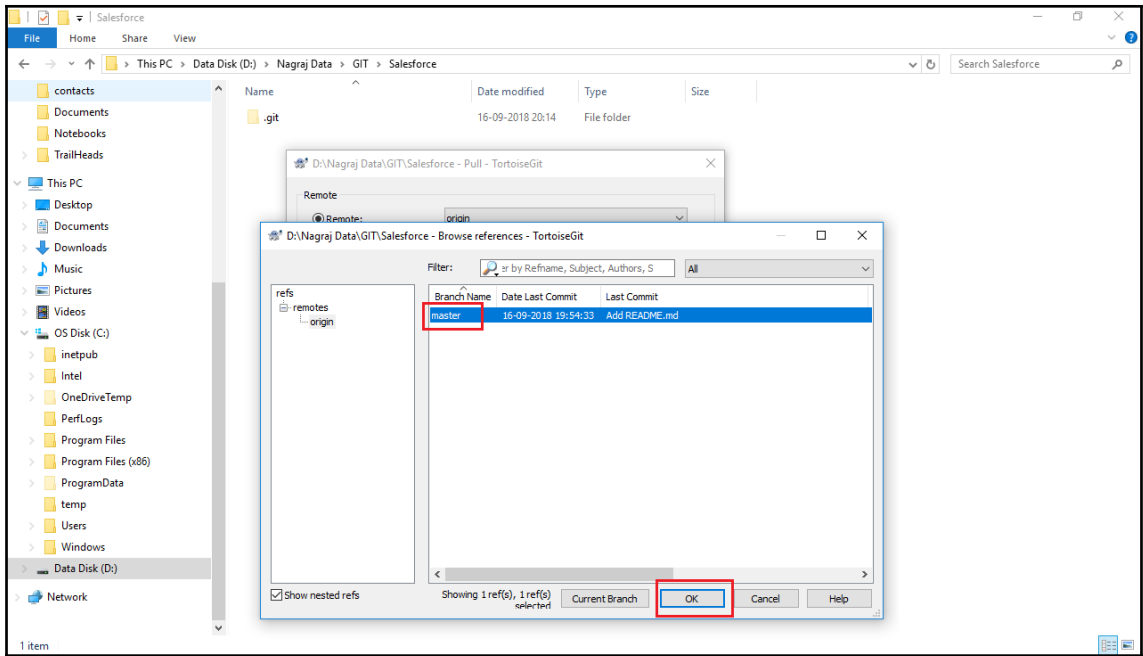 Salesforce
File Home Share View
This PC > Data Disk (D:) > Nagraj Data > GIT > Salesforce
Search Salesforce
contacts
Documents
Notebooks
TrailHeads
This PC
Desktop
Documents
Downloads
Music
Pictures
Videos
OS Disk (C:)
inetpub
Intel
OneDriveTemp
PerfLogs
Program Files
Program Files (x86)
ProgramData
temp
Users
Windows
Data Disk (D:)
Network
1 item
Name Date modified Type Size
.git 16-09-2018 20:14 File folder
D:\Nagraj Data\GIT\Salesforce - Pull - TortoiseGit
Remote
Remote: origin
D:\Nagraj Data\GIT\Salesforce - Browse references - TortoiseGit
Filter: er by Refname, Subject, Authors, S All
refs
remotes
origin
Branch Name Date Last Commit Last Commit
master 16-09-2018 19:54:33 Add README.md
Show nested refs
Showing 1 ref(s), 1 ref(s)
selected
Current Branch OK Cancel Help